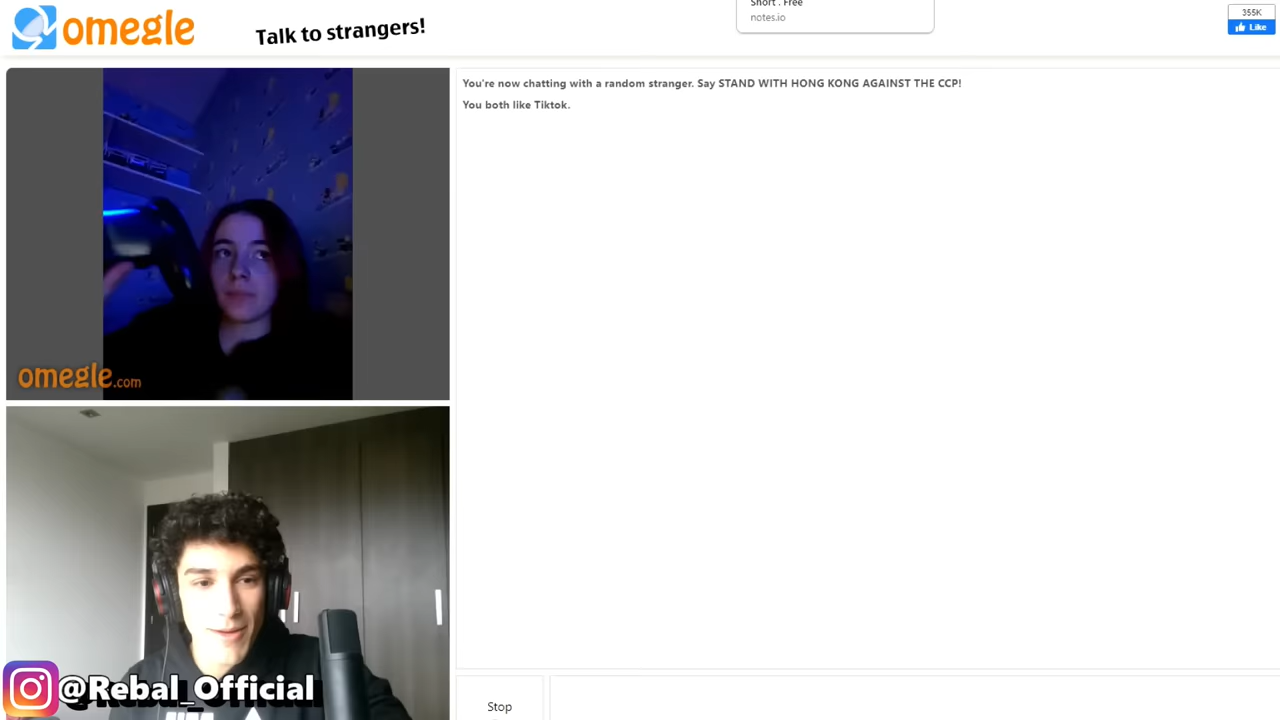 omegle
Talk to strangers!
Short . Free
notes.io
355K
Like
You're now chatting with a random stranger. Say STAND WITH HONG KONG AGAINST THE CCP!
You both like Tiktok.
omegle.com
@Rebal_Official
Stop